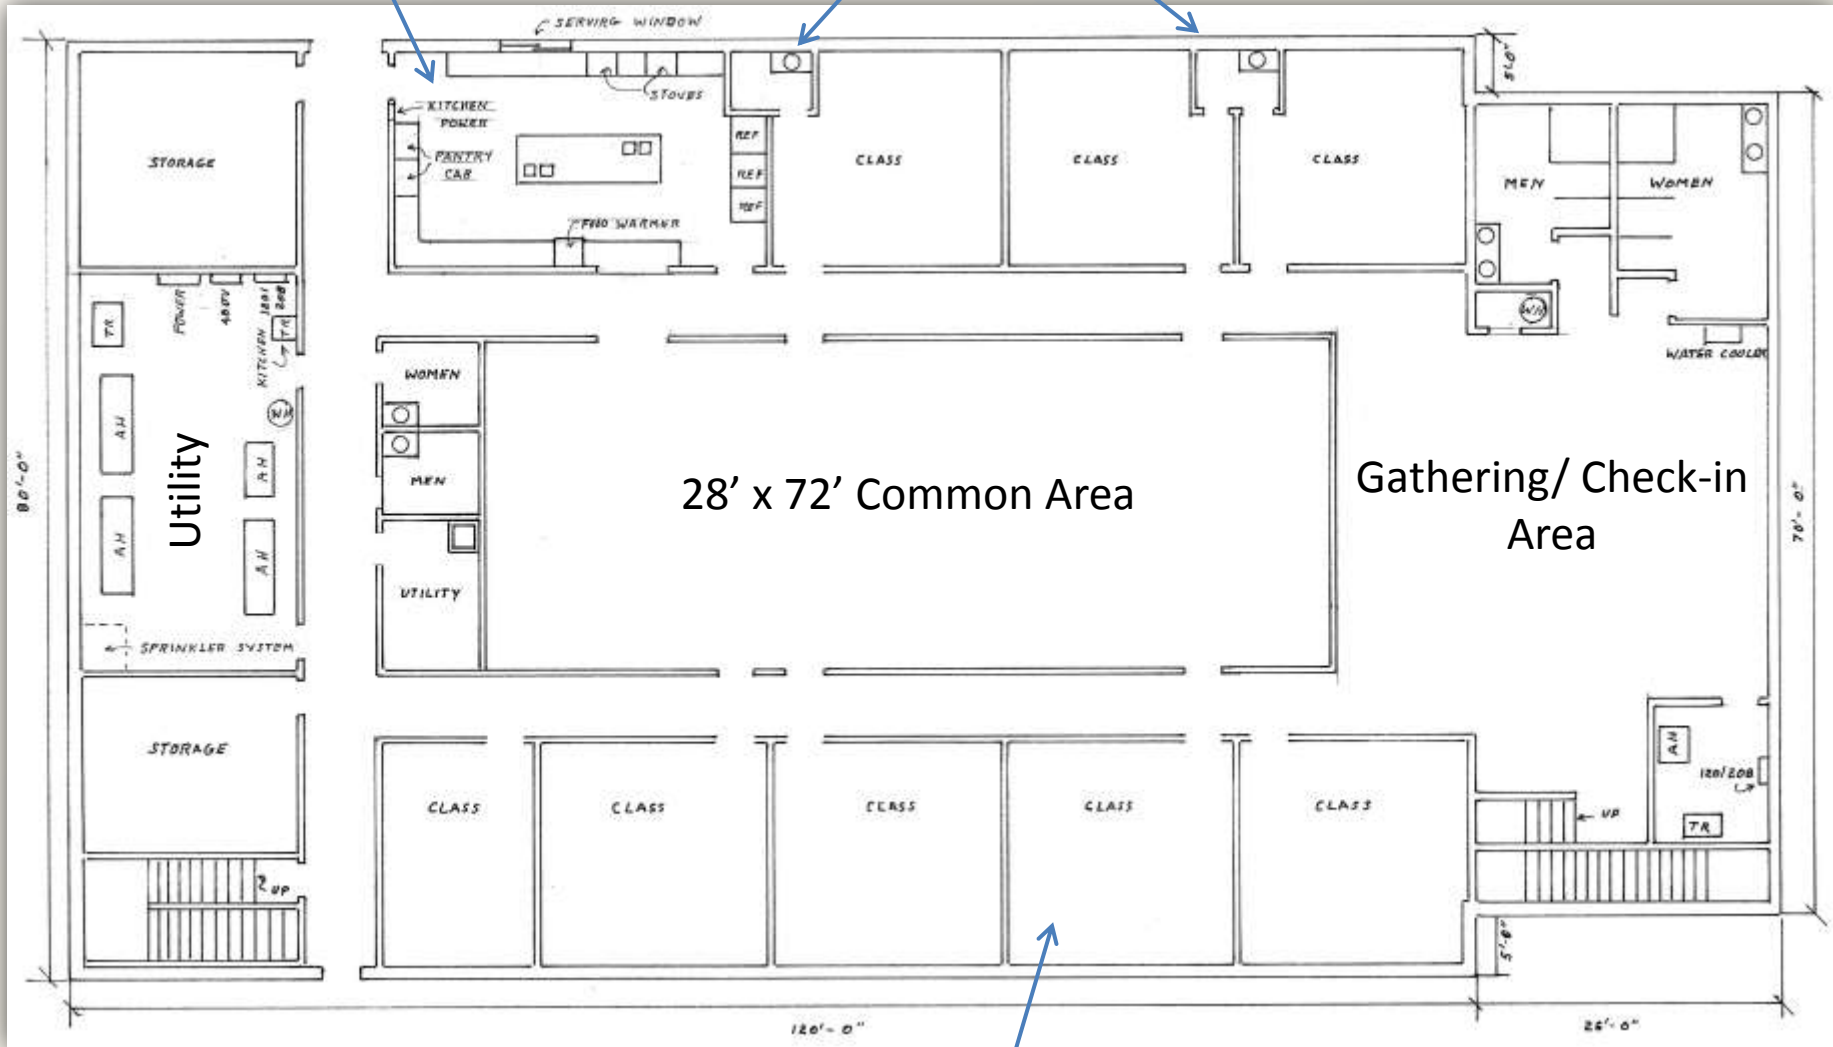 SERVING WINDOW
5'-0"
STOVES
KITCHEN
POWER
PANTRY
CAB
REF
REF
REF
FOOD WARMER
STORAGE
CLASS
CLASS
CLASS
MEN
WOMEN
WH
WATER COOLER
TR
POWER
480V
KITCHEN 120/
208
TR
WH
AH
AH
AH
AH
Utility
SPRINKLER SYSTEM
80'-0"
WOMEN
MEN
UTILITY
28’ x 72’ Common Area
Gathering/ Check-in
Area
70'-0"
STORAGE
UP
CLASS
CLASS
CLASS
CLASS
CLASS
UP
AH
120/208
TR
5'-0"
120'-0"
26'-0"